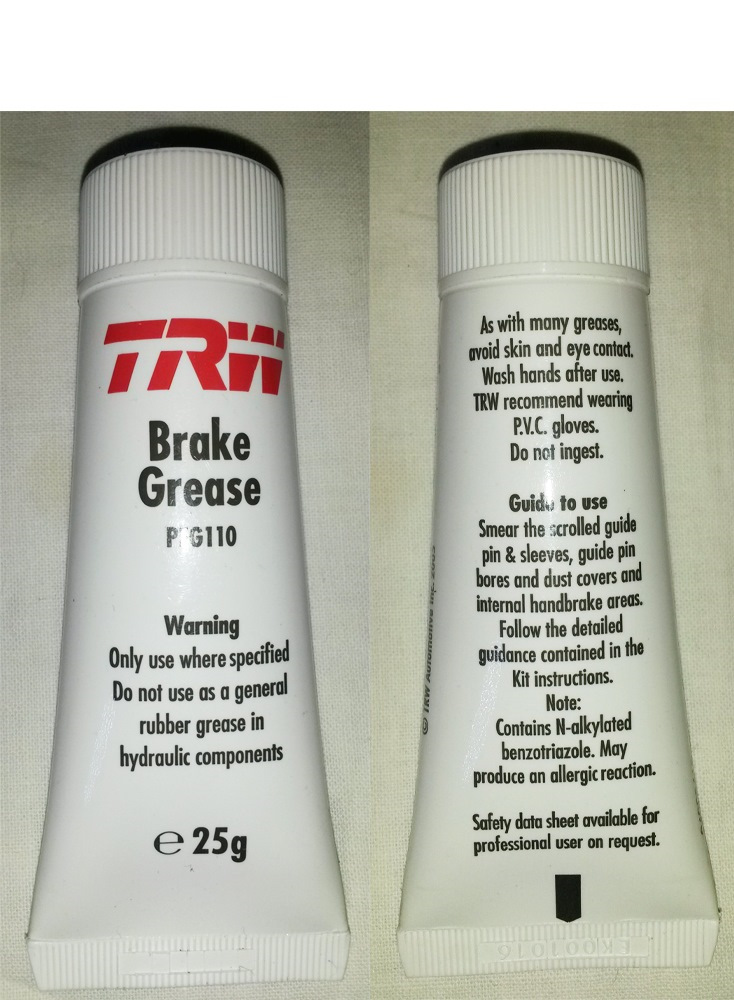 TRW
Brake
Grease
PFG110
Warning
Only use where specified
Do not use as a general
rubber grease in
hydraulic components
℮ 25g
As with many greases,
avoid skin and eye contact.
Wash hands after use.
TRW recommend wearing
P.V.C. gloves.
Do not ingest.
Guide to use
Smear the scrolled guide
pin & sleeves, guide pin
bores and dust covers and
internal handbrake areas.
Follow the detailed
guidance contained in the
Kit instructions.
Note:
Contains N-alkylated
benzotriazole. May
produce an allergic reaction.
Safety data sheet available for
professional user on request.
© TRW Automotive Inc.